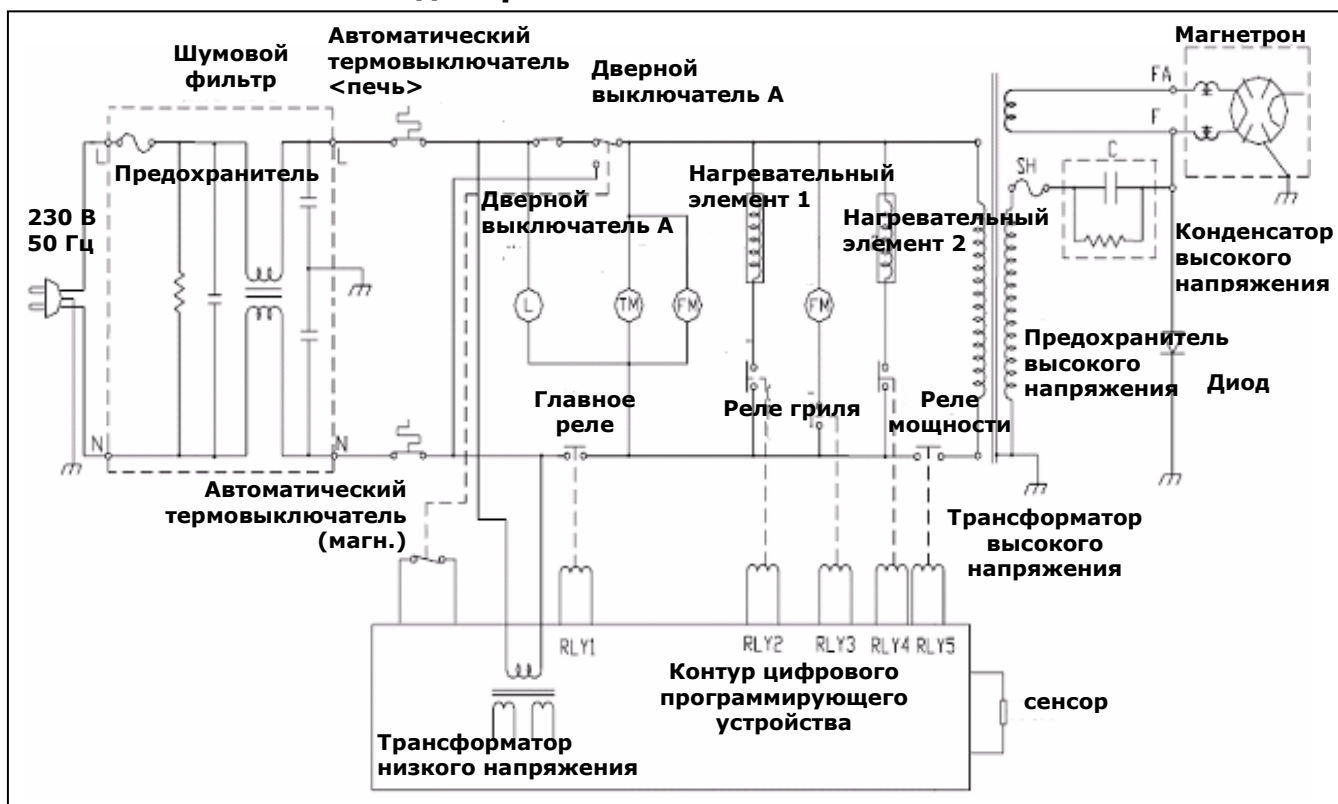 Автоматический
термовыключатель
<печь>
Шумовой
фильтр
Дверной
выключатель А
Магнетрон
FA
F
L
L
Предохранитель
SH
C
Нагревательный
элемент 1
Дверной
выключатель А
Нагревательный
элемент 2
230 В
50 Гц
Конденсатор
высокого
напряжения
L
TM
FM
FM
Предохранитель
высокого
напряжения
Диод
Главное
реле
Реле гриля
Реле
мощности
N
N
Автоматический
термовыключатель
(магн.)
Трансформатор
высокого
напряжения
RLY1
RLY2
RLY3
RLY4
RLY5
Контур цифрового
программирующего
устройства
сенсор
Трансформатор
низкого напряжения